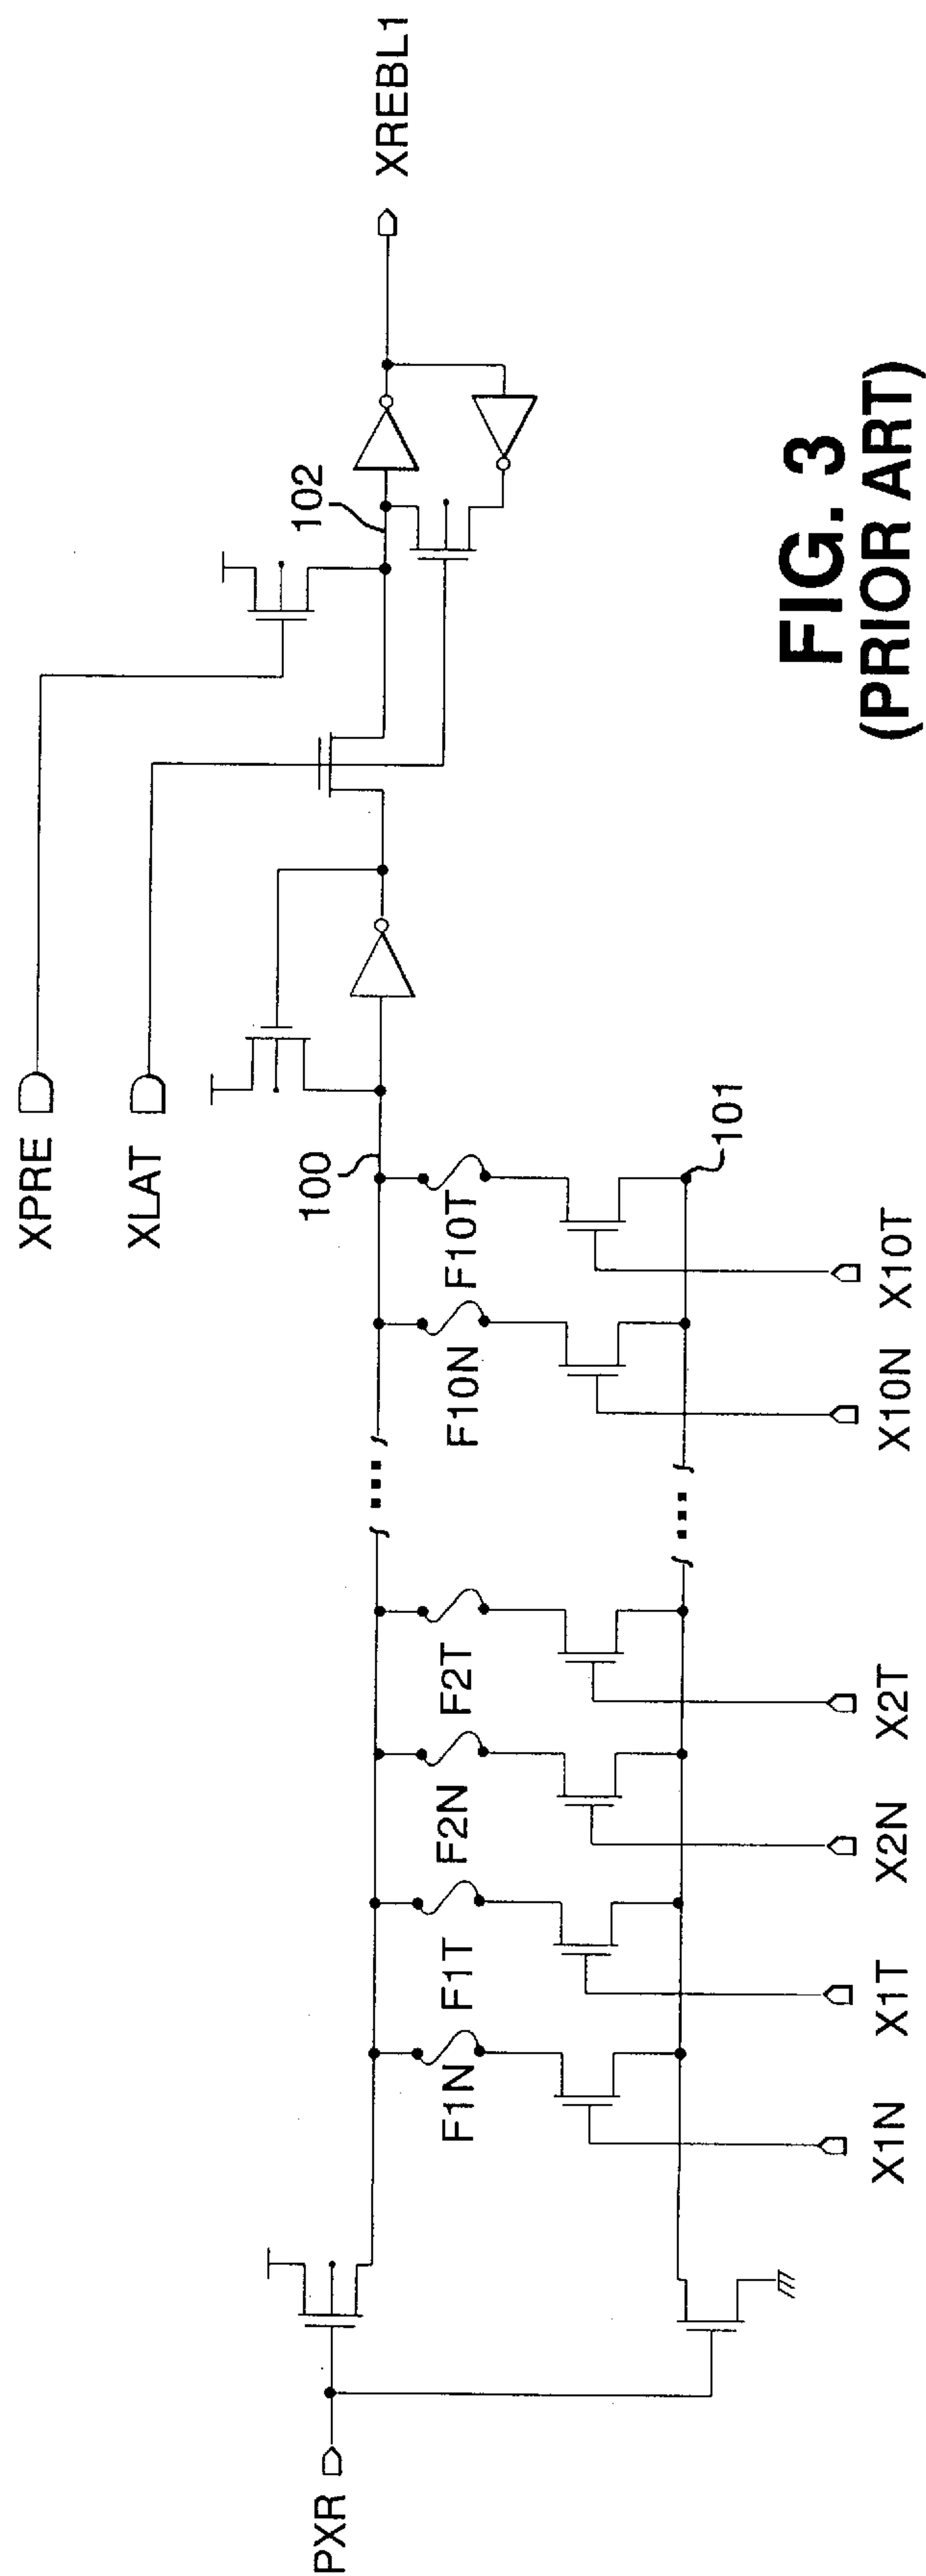 XPRE
XLAT
XREBL1
102
100
101
F1N
F1T
F2N
F2T
F10N
F10T
PXR
X1N
X1T
X2N
X2T
X10N
X10T
FIG. 3
(PRIOR ART)